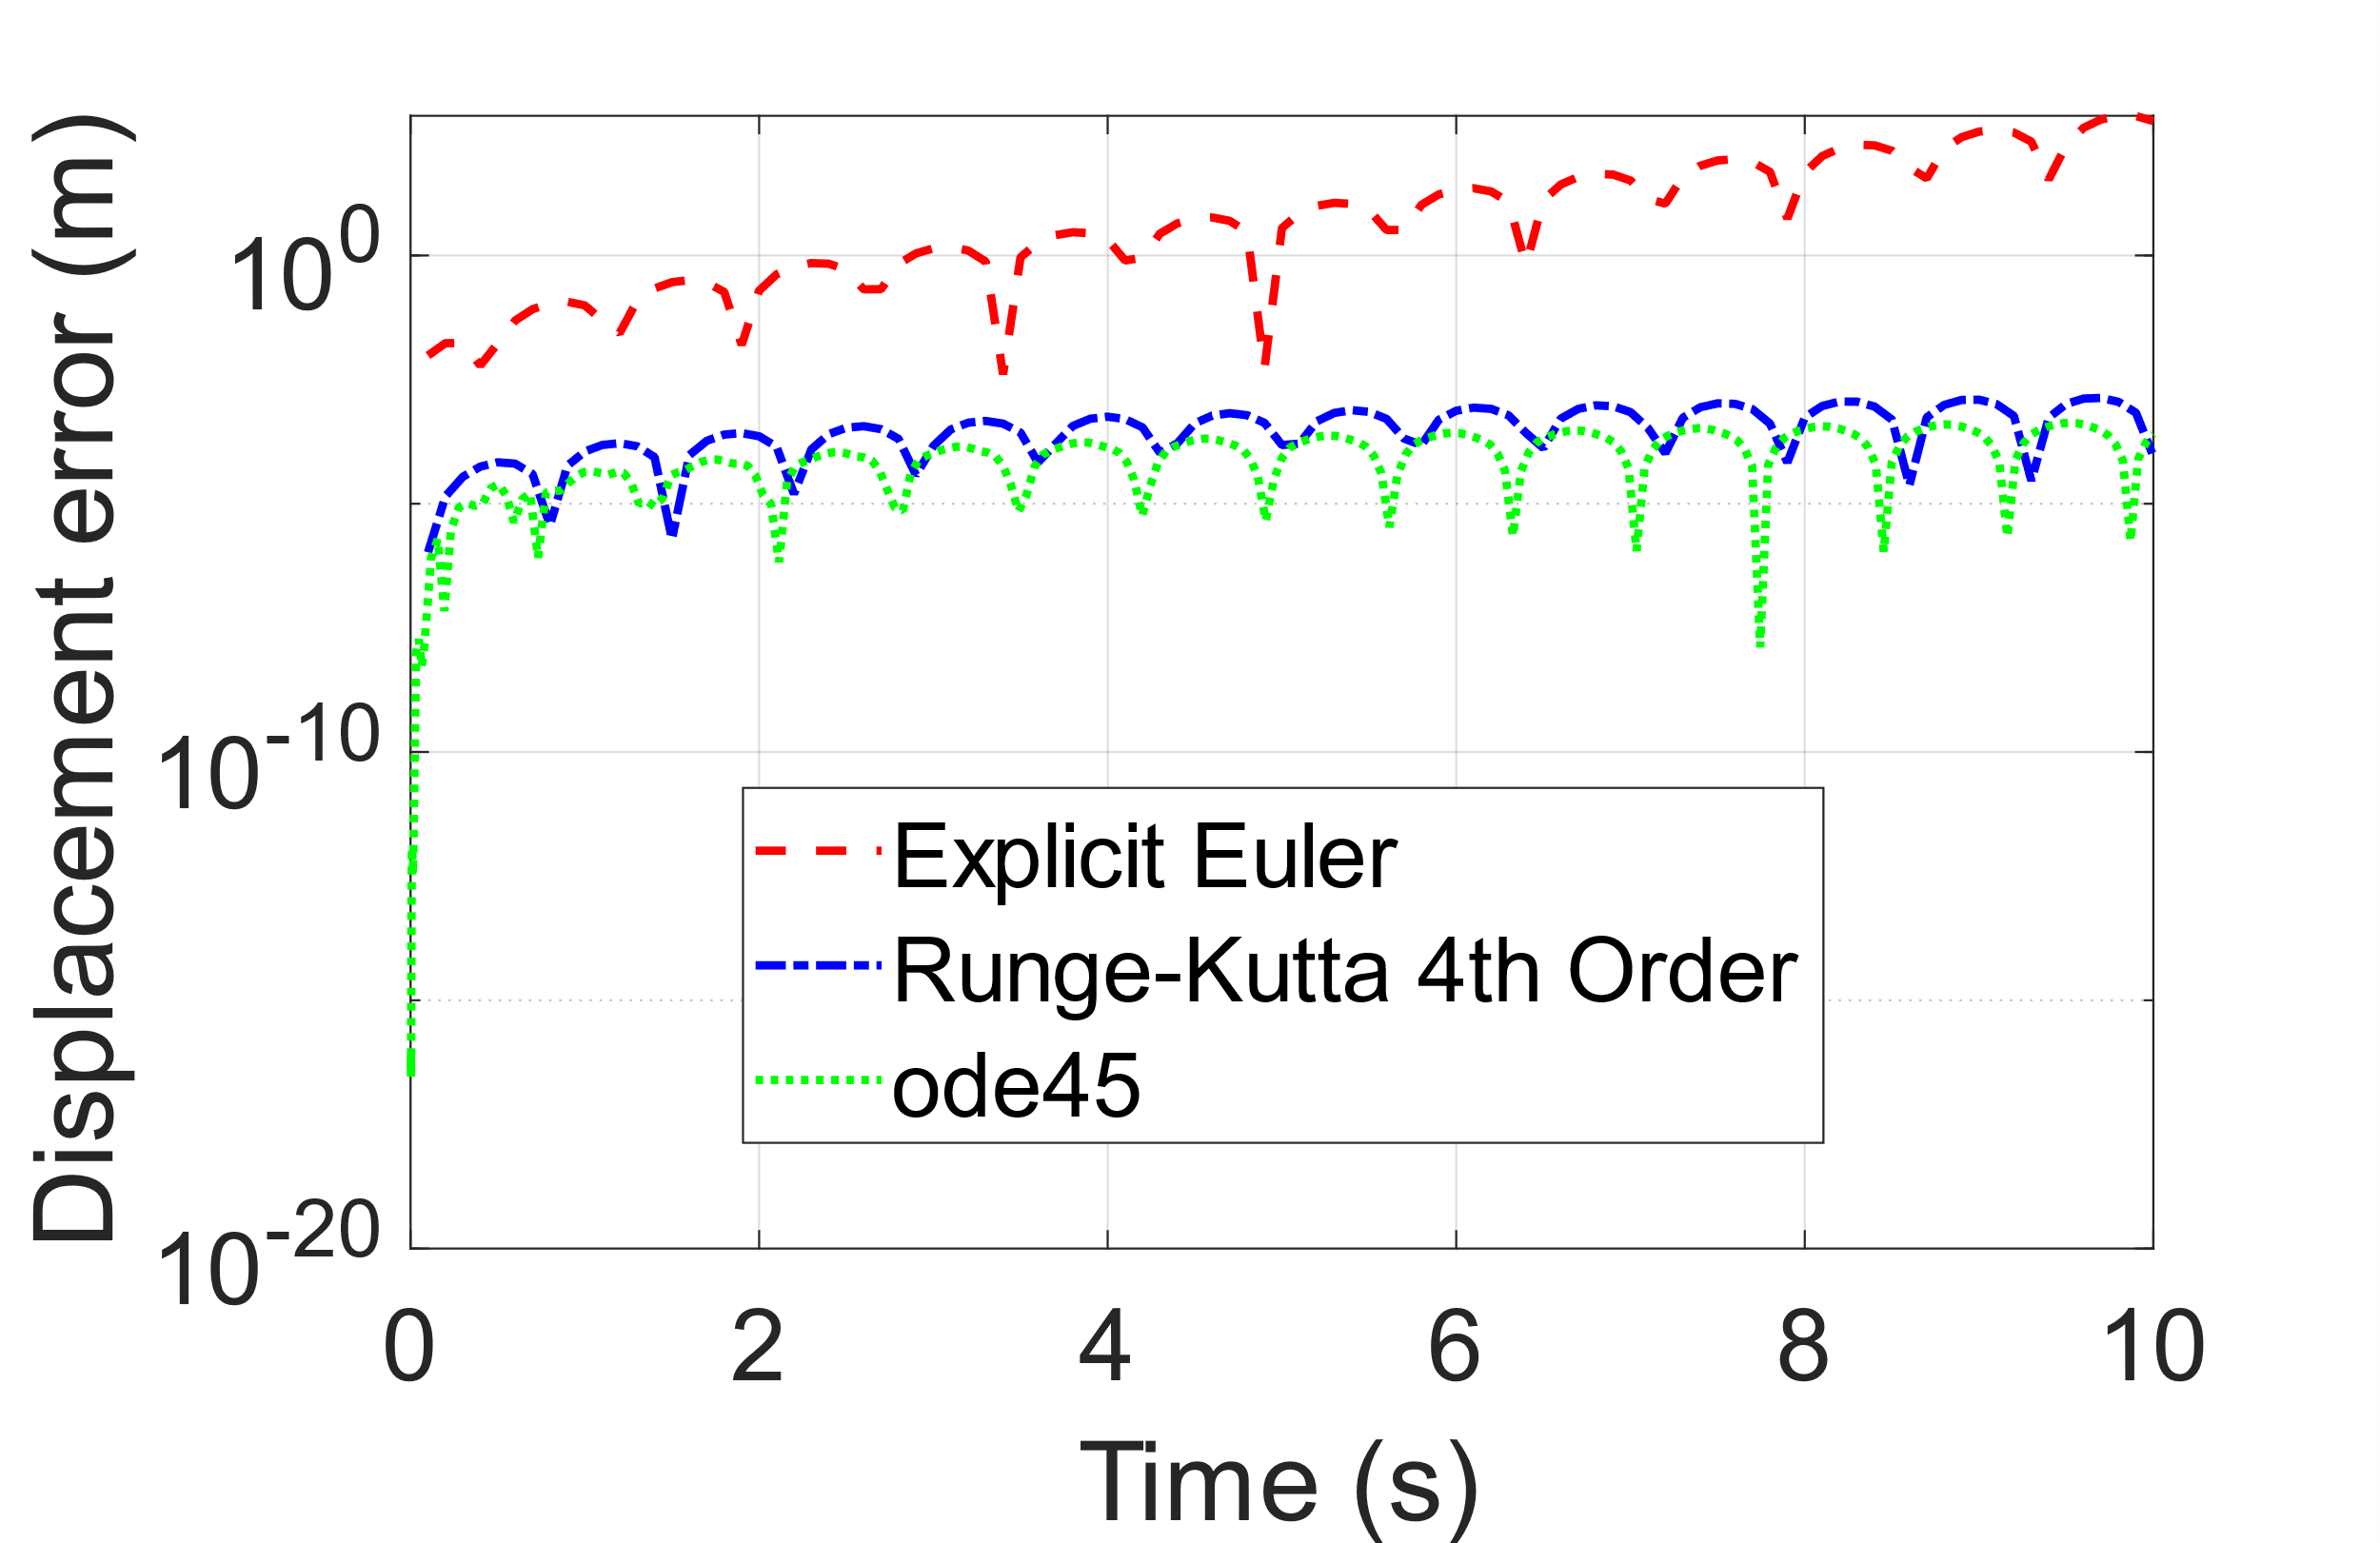 Displacement error (m)
10^0
10^-10
10^-20
Explicit Euler
Runge-Kutta 4th Order
ode45
0 2 4 6 8 10
Time (s)